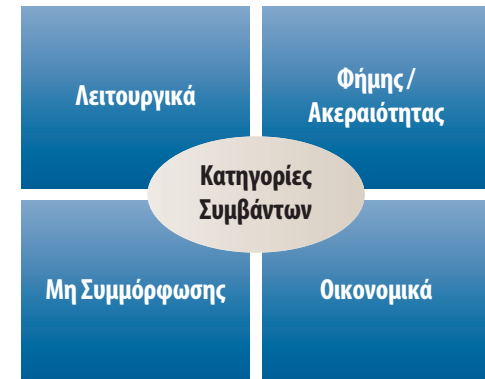 Λειτουργικά
Φήμης /
Ακεραιότητας
Κατηγορίες
Συμβάντων
Μη Συμμόρφωσης
Οικονομικά